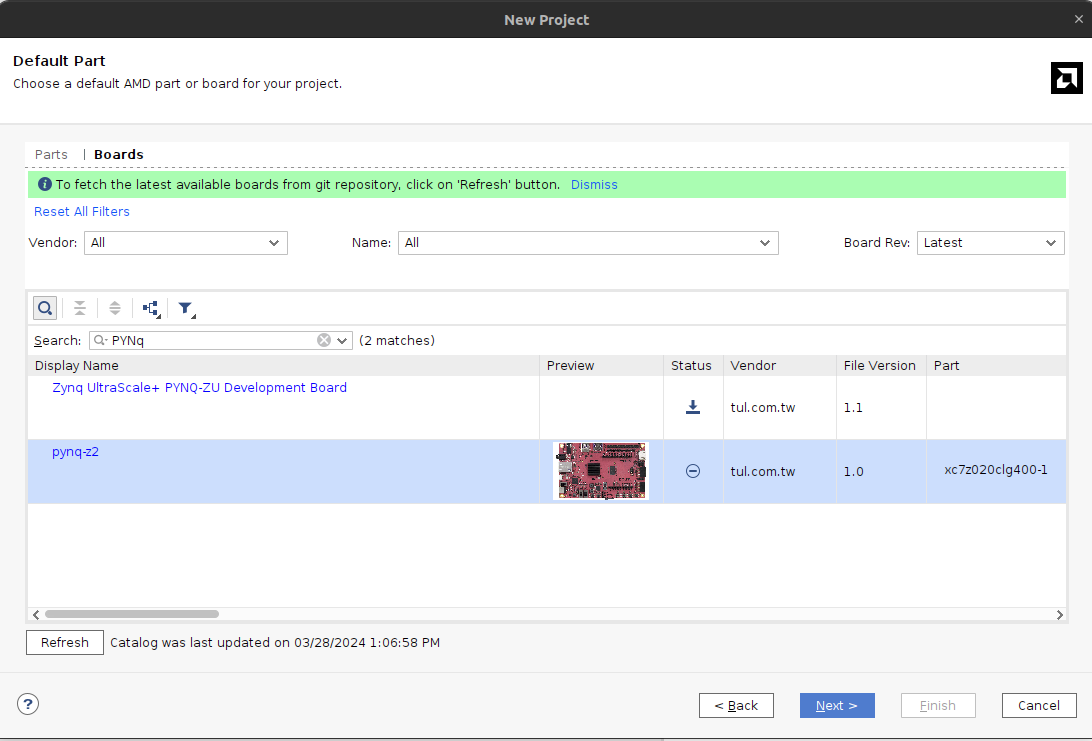 New Project
Default Part
Choose a default AMD part or board for your project.
Parts | Boards
To fetch the latest available boards from git repository, click on 'Refresh' button. Dismiss
Reset All Filters
Vendor: All Name: All Board Rev: Latest
Search: PYNq (2 matches)
Display Name Preview Status Vendor File Version Part
Zynq UltraScale+ PYNQ-ZU Development Board
tul.com.tw 1.1
pynq-z2
tul.com.tw 1.0 xc7z020clg400-1
Refresh Catalog was last updated on 03/28/2024 1:06:58 PM
? < Back Next > Finish Cancel